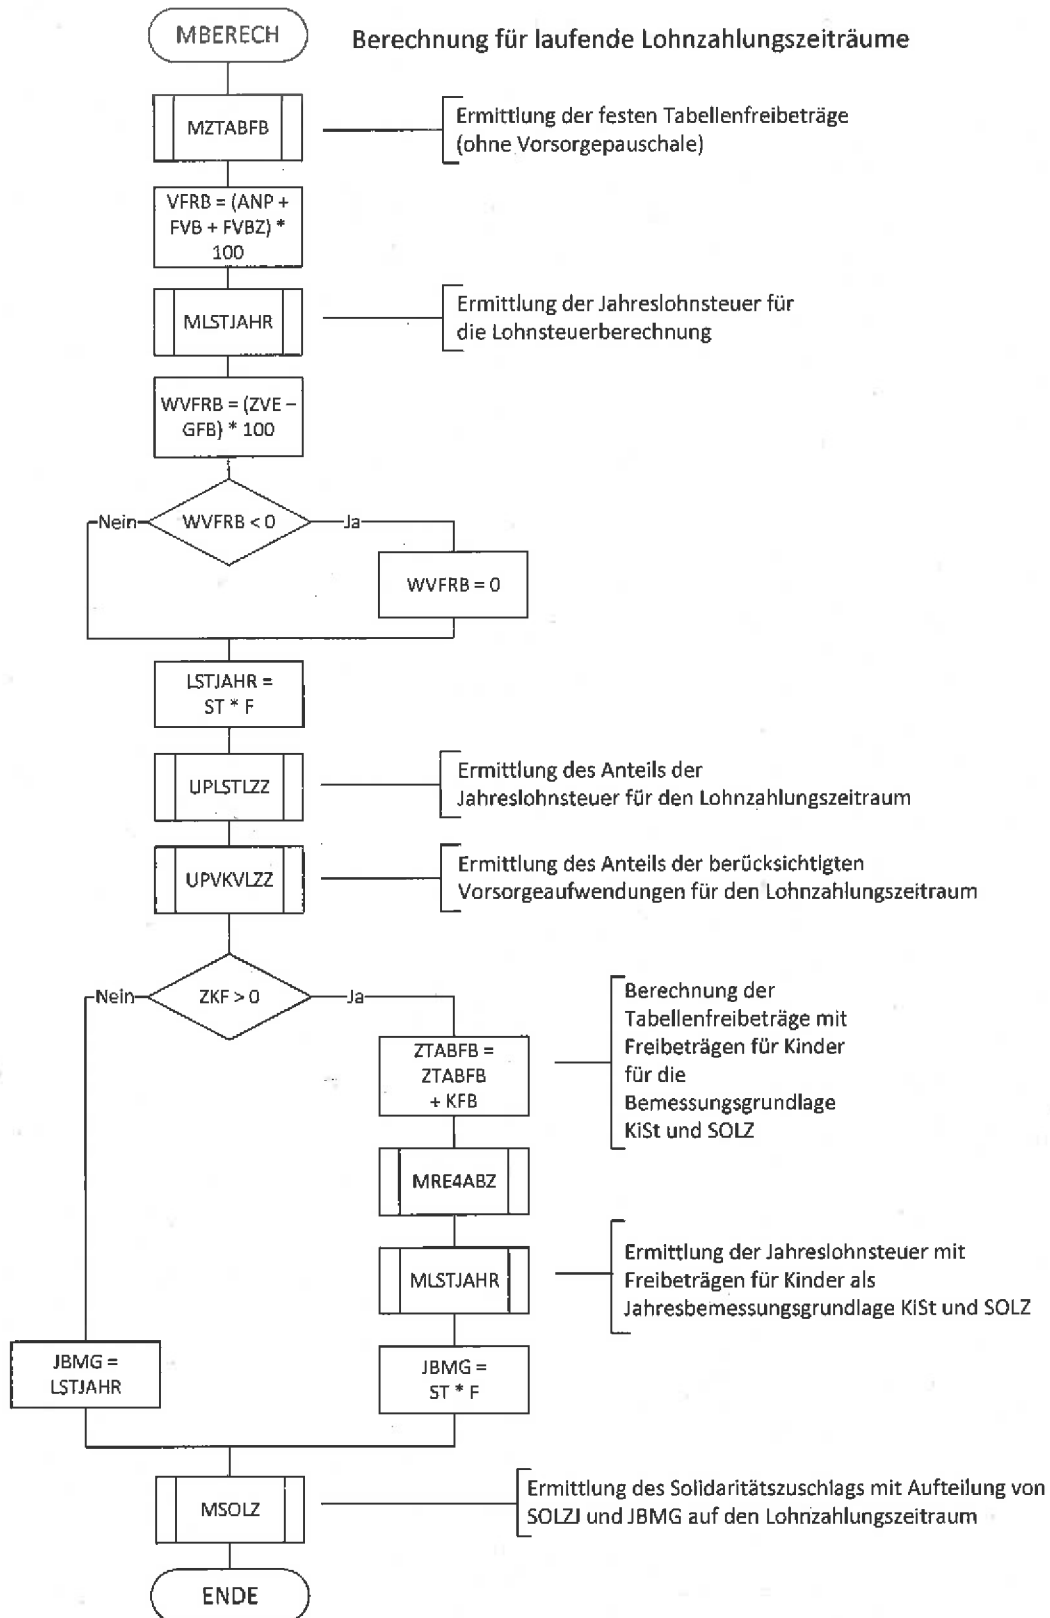 MBERECH
Berechnung für laufende Lohnzahlungszeiträume
MZTABFB
Ermittlung der festen Tabellenfreibeträge
(ohne Vorsorgepauschale)
VFRB = (ANP +
FVB + FVBZ) *
100
MLSTJAHR
Ermittlung der Jahreslohnsteuer für
die Lohnsteuerberechnung
WVFRB = (ZVE –
GFB) * 100
Nein
WVFRB < 0
Ja
WVFRB = 0
LSTJAHR =
ST * F
UPLSTLZZ
Ermittlung des Anteils der
Jahreslohnsteuer für den Lohnzahlungszeitraum
UPVKVLZZ
Ermittlung des Anteils der berücksichtigten
Vorsorgeaufwendungen für den Lohnzahlungszeitraum
Nein
ZKF > 0
Ja
ZTABFB =
ZTABFB
+ KFB
Berechnung der
Tabellenfreibeträge mit
Freibeträgen für Kinder
für die
Bemessungsgrundlage
KiSt und SOLZ
MRE4ABZ
MLSTJAHR
Ermittlung der Jahreslohnsteuer mit
Freibeträgen für Kinder als
Jahresbemessungsgrundlage KiSt und SOLZ
JBMG =
LSTJAHR
JBMG =
ST * F
MSOLZ
Ermittlung des Solidaritätszuschlags mit Aufteilung von
SOLZJ und JBMG auf den Lohnzahlungszeitraum
ENDE